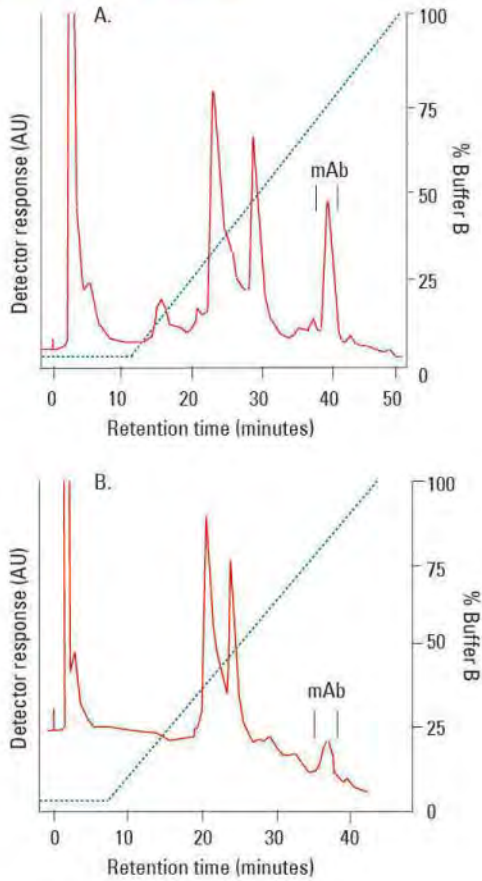 A.
Detector response (AU)
100
75
50
25
0
% Buffer B
mAb
0 10 20 30 40 50
Retention time (minutes)
B.
Detector response (AU)
100
75
50
25
0
% Buffer B
mAb
0 10 20 30 40
Retention time (minutes)